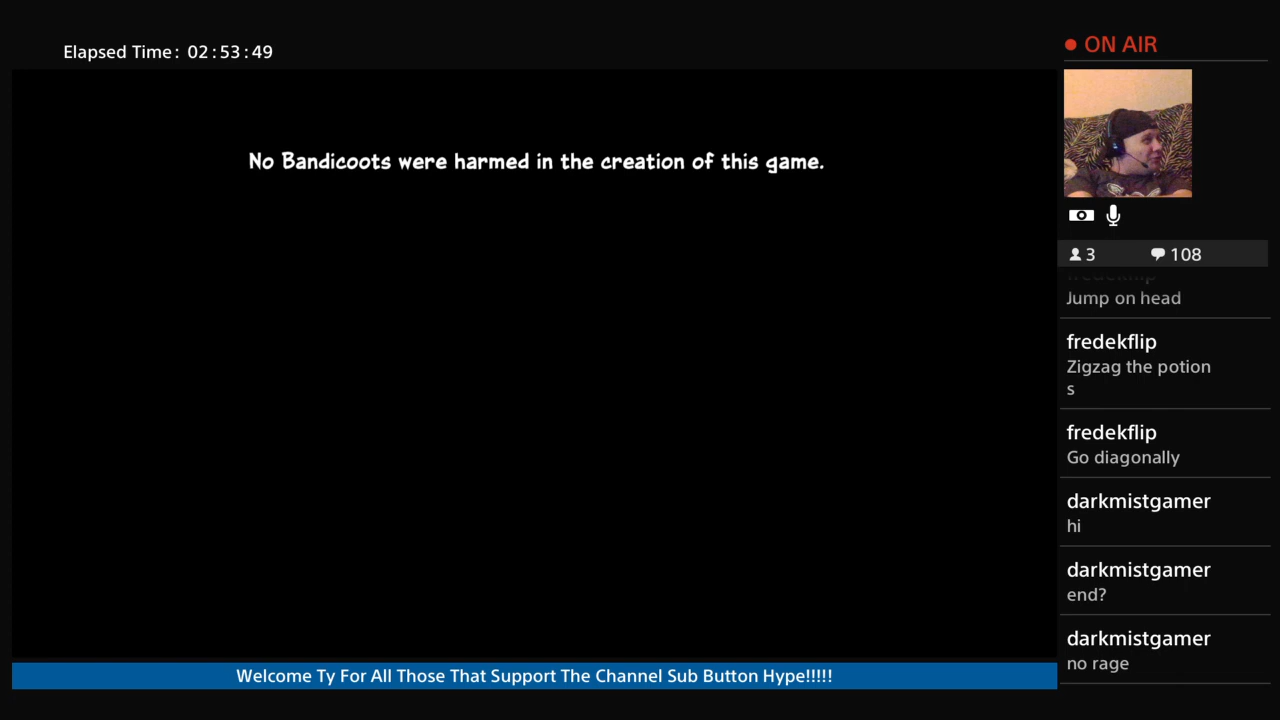 Elapsed Time: 02:53:49
ON AIR
No Bandicoots were harmed in the creation of this game.
3
108
fredekflip
Jump on head
fredekflip
Zigzag the potion
s
fredekflip
Go diagonally
darkmistgamer
hi
darkmistgamer
end?
darkmistgamer
no rage
Welcome Ty For All Those That Support The Channel Sub Button Hype!!!!!